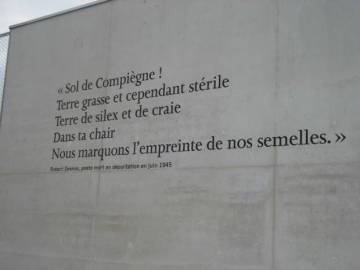 « Sol de Compiègne !
Terre grasse et cependant stérile
Terre de silex et de craie
Dans ta chair
Nous marquons l'empreinte de nos semelles. »
Robert Desnos, poète mort en déportation en juin 1945